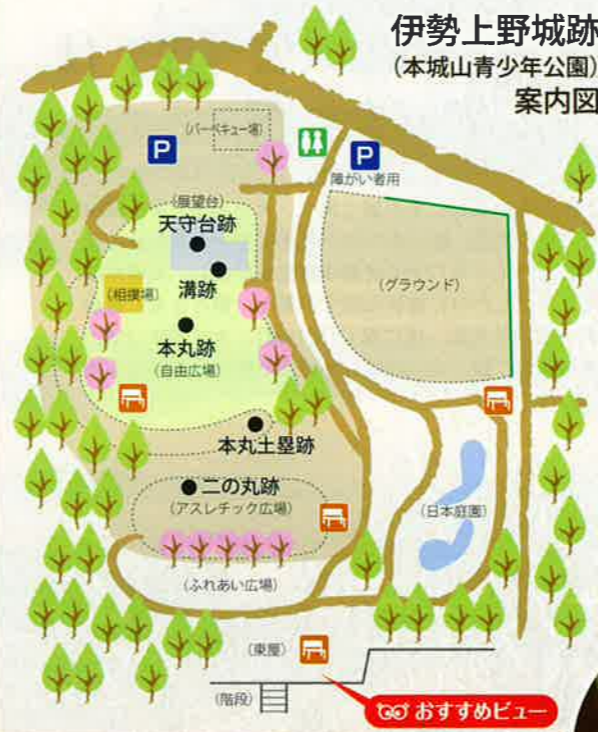 伊勢上野城跡
(本城山青少年公園)
案内図
(バーベキュー場)
P
P
障がい者用
(展望台)
天守台跡
溝跡
(相撲場)
(グラウンド)
本丸跡
(自由広場)
本丸土塁跡
二の丸跡
(アスレチック広場)
(日本庭園)
(ふれあい広場)
(東屋)
(階段)
おすすめビュー